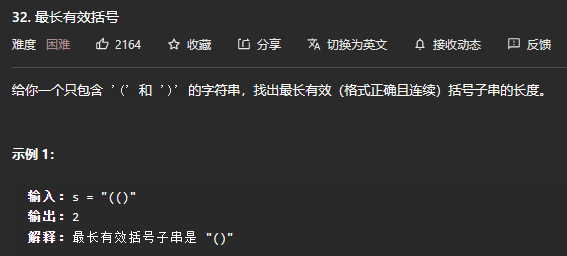 32. 最长有效括号
难度 困难 2164 收藏 分享 切换为英文 接收动态 反馈
给你一个只包含 '(' 和 ')' 的字符串，找出最长有效（格式正确且连续）括号子串的长度。
示例 1：
输入：s = "(()"
输出：2
解释：最长有效括号子串是 "()"